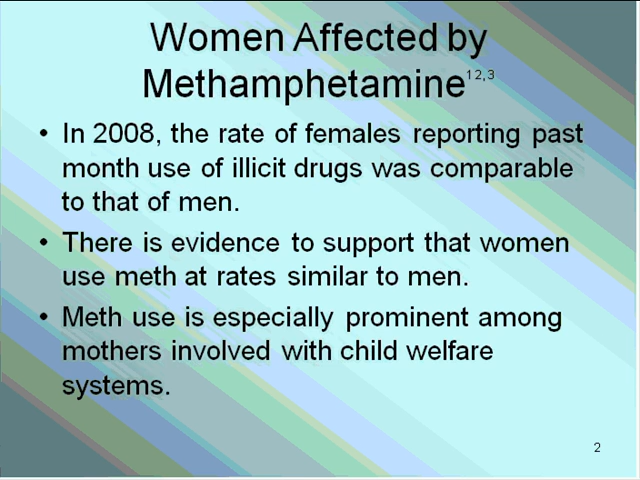 Women Affected by
Methamphetamine12,3
• In 2008, the rate of females reporting past
month use of illicit drugs was comparable
to that of men.
• There is evidence to support that women
use meth at rates similar to men.
• Meth use is especially prominent among
mothers involved with child welfare
systems.
2